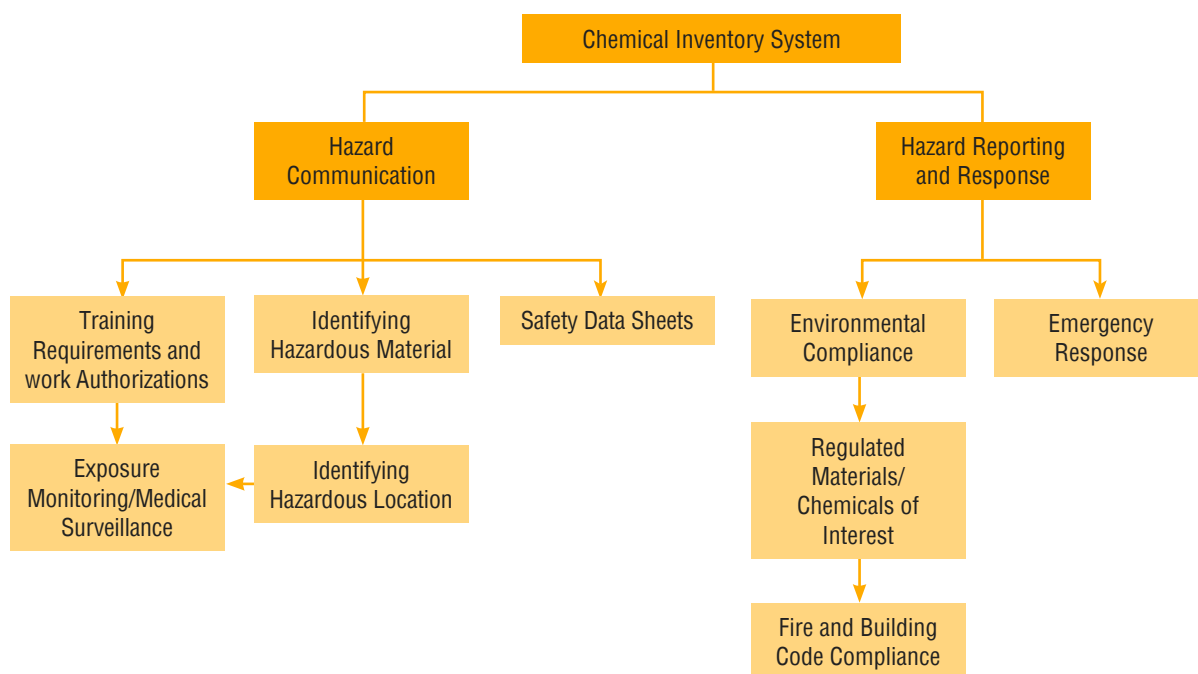 Chemical Inventory System
Hazard
Communication
Hazard Reporting
and Response
Training
Requirements and
work Authorizations
Identifying
Hazardous Material
Safety Data Sheets
Environmental
Compliance
Emergency
Response
Exposure
Monitoring/Medical
Surveillance
Identifying
Hazardous Location
Regulated
Materials/
Chemicals of
Interest
Fire and Building
Code Compliance